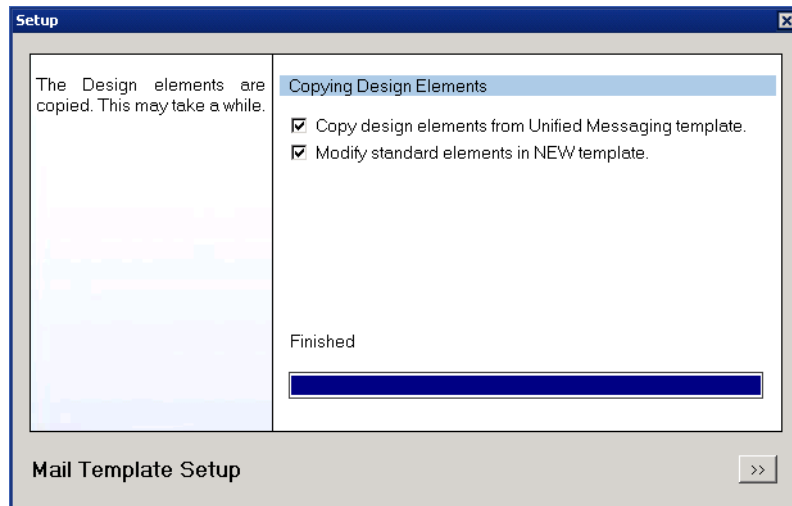 Setup
The Design elements are
copied. This may take a while.
Copying Design Elements
Copy design elements from Unified Messaging template.
Modify standard elements in NEW template.
Finished
Mail Template Setup
>>